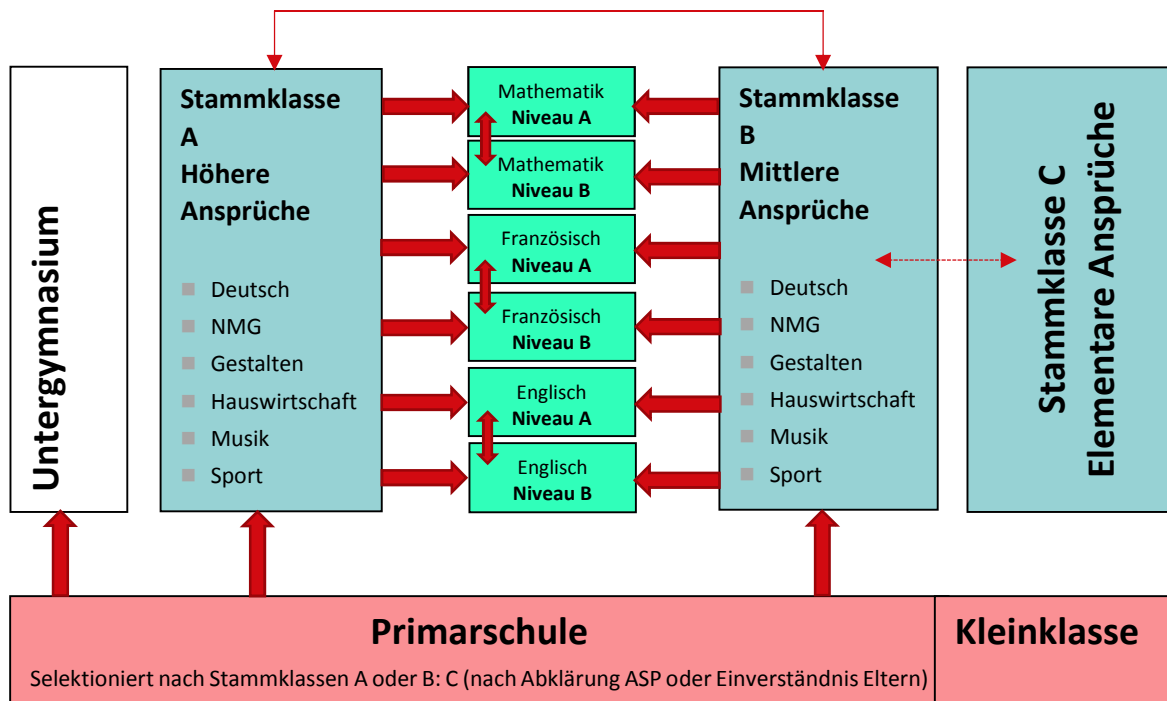 Untergymnasium
Stammklasse
A
Höhere
Ansprüche
Deutsch
NMG
Gestalten
Hauswirtschaft
Musik
Sport
Mathematik
Niveau A
Mathematik
Niveau B
Französisch
Niveau A
Französisch
Niveau B
Englisch
Niveau A
Englisch
Niveau B
Stammklasse
B
Mittlere
Ansprüche
Deutsch
NMG
Gestalten
Hauswirtschaft
Musik
Sport
Stammklasse C
Elementare Ansprüche
Primarschule
Selektioniert nach Stammklassen A oder B: C (nach Abklärung ASP oder Einverständnis Eltern)
Kleinklasse